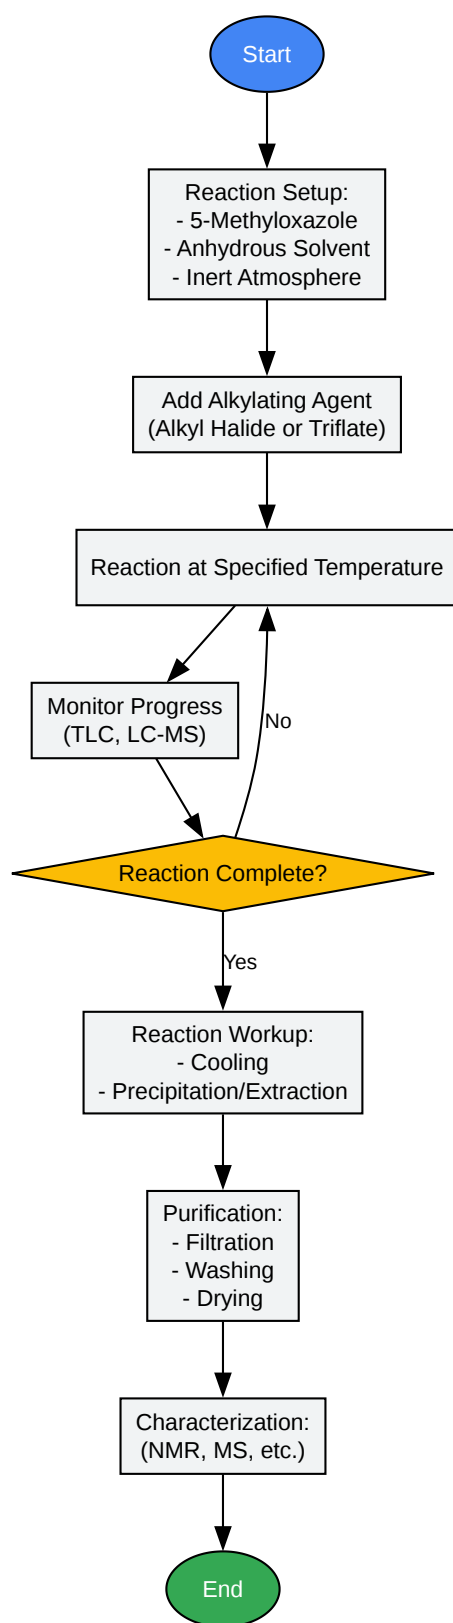 Start
Reaction Setup:
- 5-Methyloxazole
- Anhydrous Solvent
- Inert Atmosphere
Add Alkylating Agent
(Alkyl Halide or Triflate)
Reaction at Specified Temperature
Monitor Progress
(TLC, LC-MS)
No
Reaction Complete?
Yes
Reaction Workup:
- Cooling
- Precipitation/Extraction
Purification:
- Filtration
- Washing
- Drying
Characterization:
(NMR, MS, etc.)
End